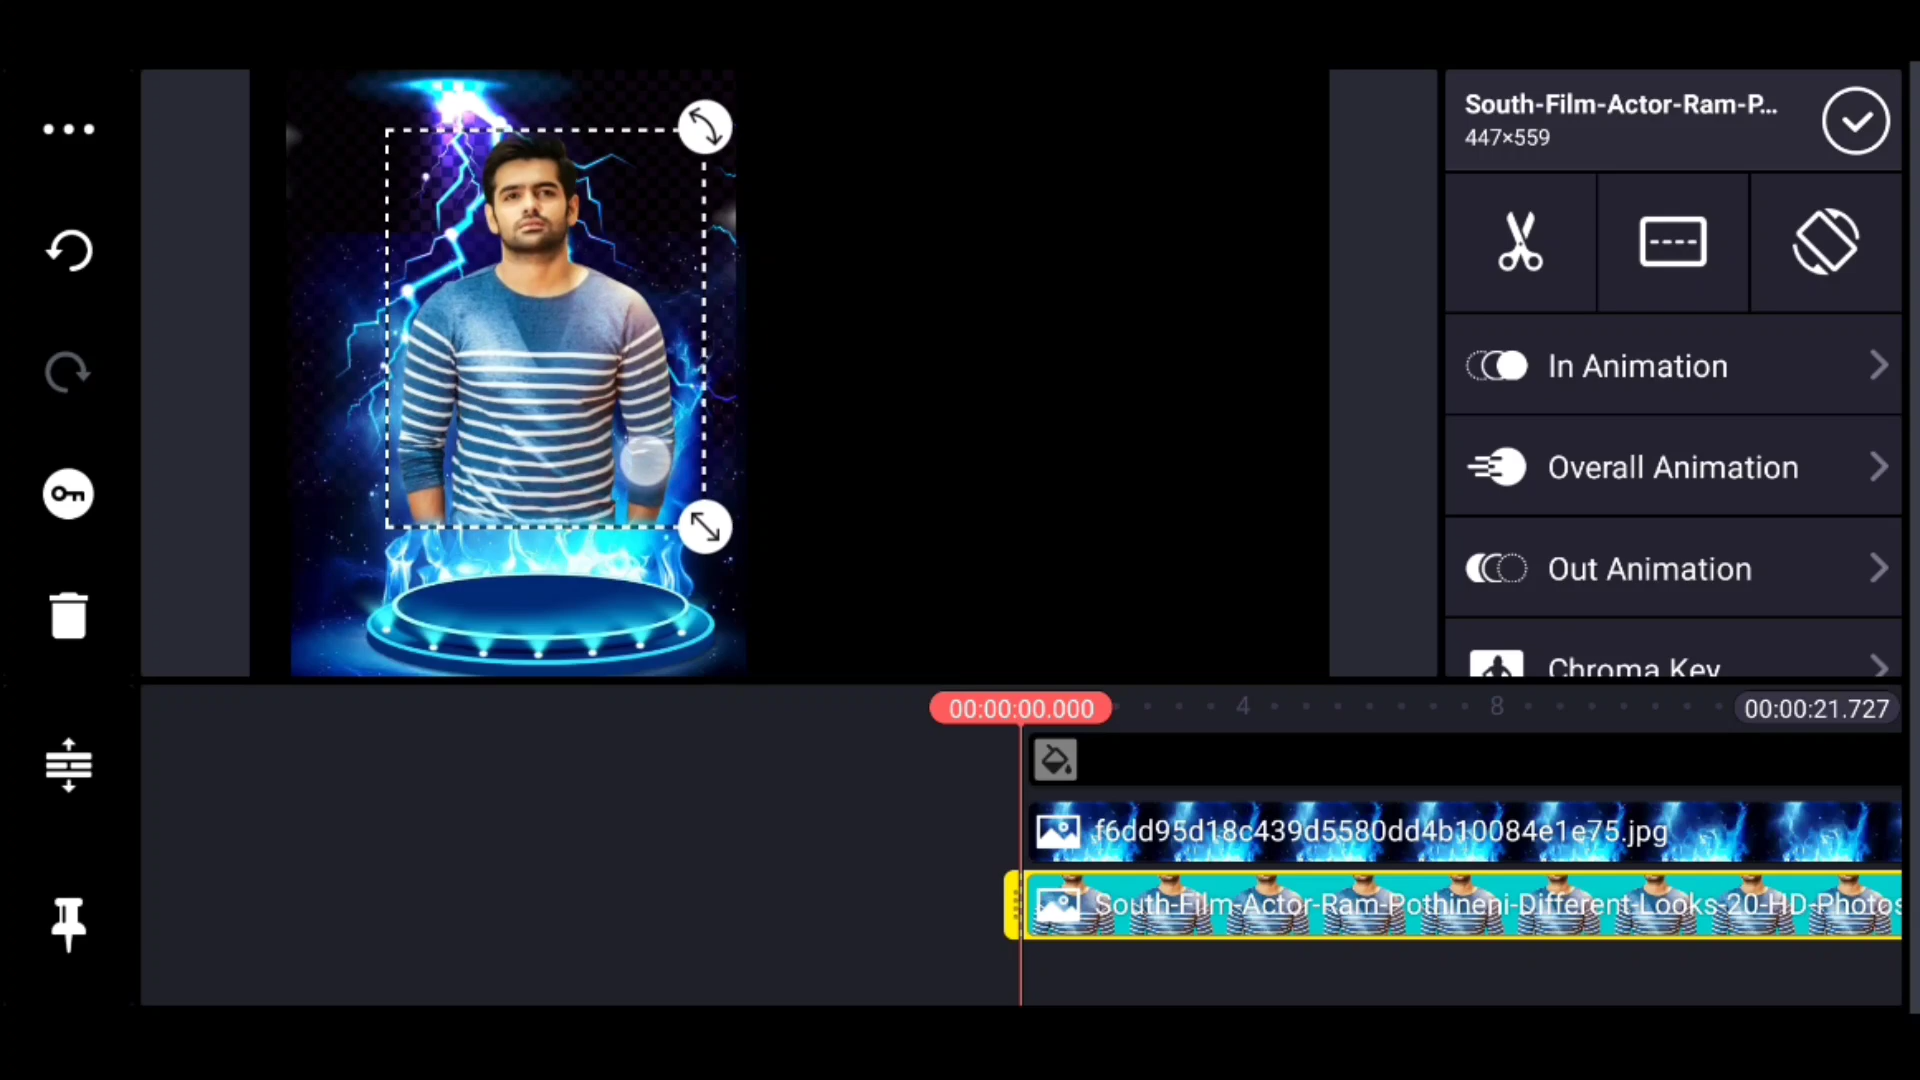 South-Film-Actor-Ram-P...
447×559
In Animation
Overall Animation
Out Animation
Chroma Key
00:00:00.000
4
8
00:00:21.727
f6dd95d18c439d5580dd4b10084e1e75.jpg
South-Film-Actor-Ram-Pothineni-Different-Looks-20-HD-Photos